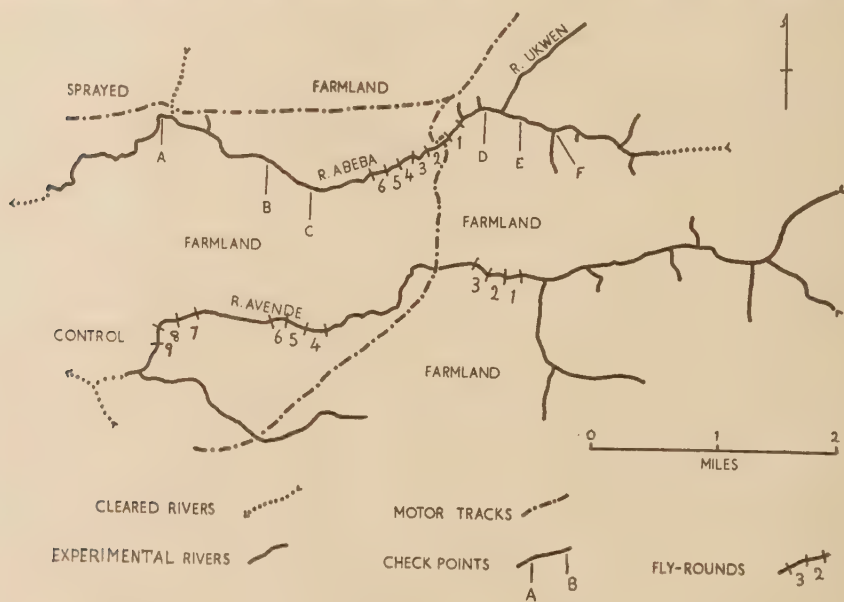 R. UKWEN
SPRAYED
FARMLAND
R. ABEBA
A
B
C
6 5 4 3 2 1
D
E
F
FARMLAND
FARMLAND
R. AVENDE
3 2 1
CONTROL
9 8 7 6 5 4
FARMLAND
0 1 2
MILES
CLEARED RIVERS
MOTOR TRACKS
EXPERIMENTAL RIVERS
CHECK POINTS
A B
FLY-ROUNDS
3 2